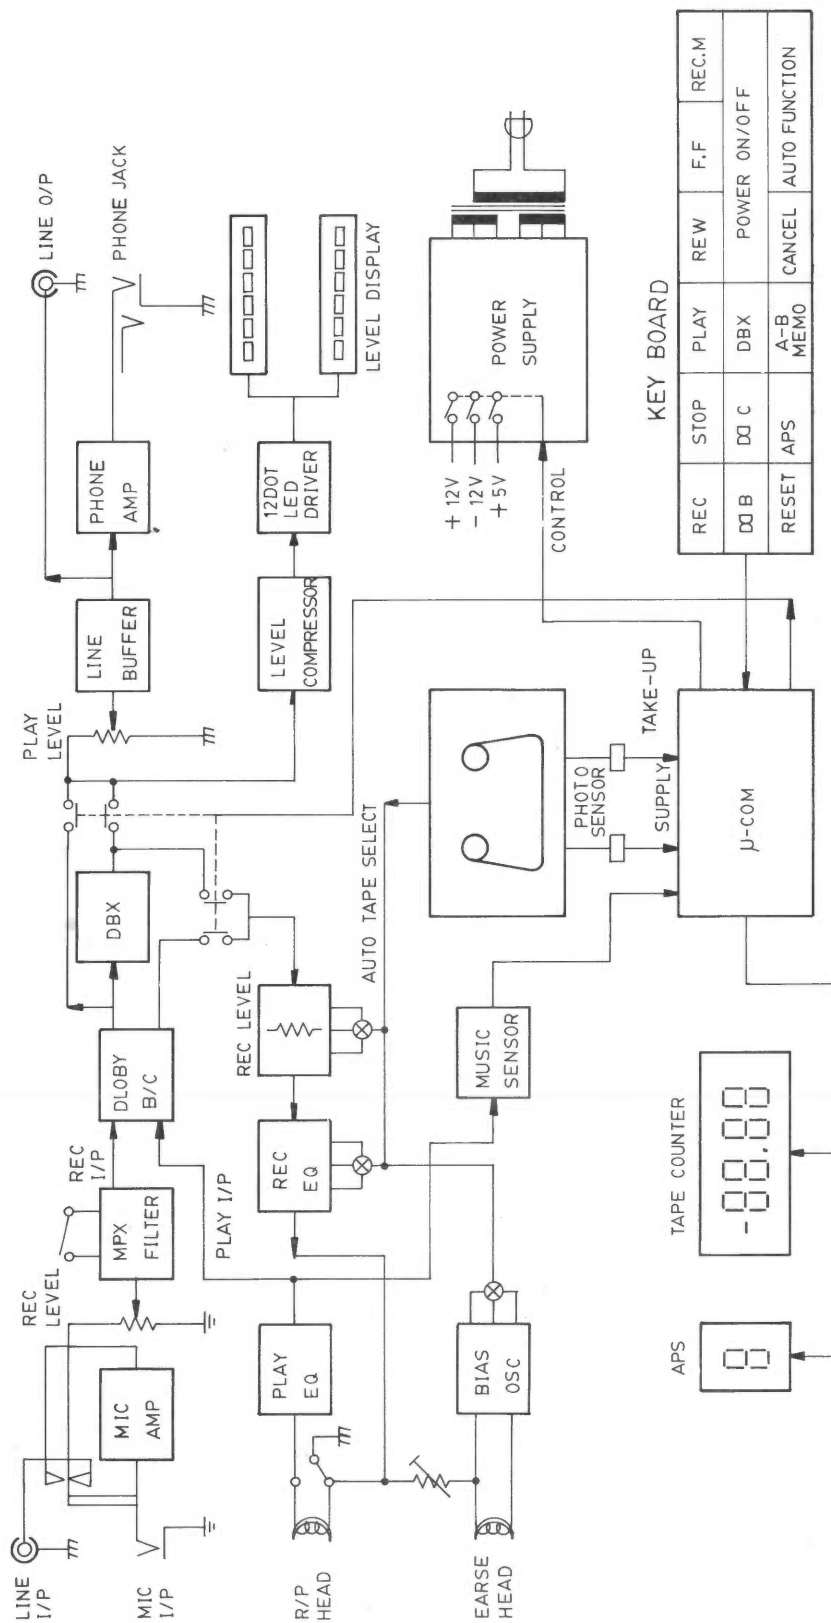 LINE
I/P
MIC
I/P
MIC
AMP
REC
LEVEL
MPX
FILTER
REC
I/P
DLOBY
B/C
DBX
PLAY
LEVEL
LINE
BUFFER
PHONE
AMP
LINE O/P
PHONE JACK
R/P
HEAD
PLAY
EQ
PLAY I/P
REC
EQ
REC LEVEL
LEVEL
COMPRESSOR
12DOT
LED
DRIVER
LEVEL DISPLAY
EARSE
HEAD
BIAS
OSC
MUSIC
SENSOR
AUTO TAPE SELECT
PHOTO
SENSOR
SUPPLY
TAKE-UP
μ-COM
+12V
-12V
+5V
CONTROL
POWER
SUPPLY
APS
8
TAPE COUNTER
-88.88
KEY BOARD
REC STOP PLAY REW F.F REC.M
B C DBX POWER ON/OFF
RESET APS A-B MEMO CANCEL AUTO FUNCTION